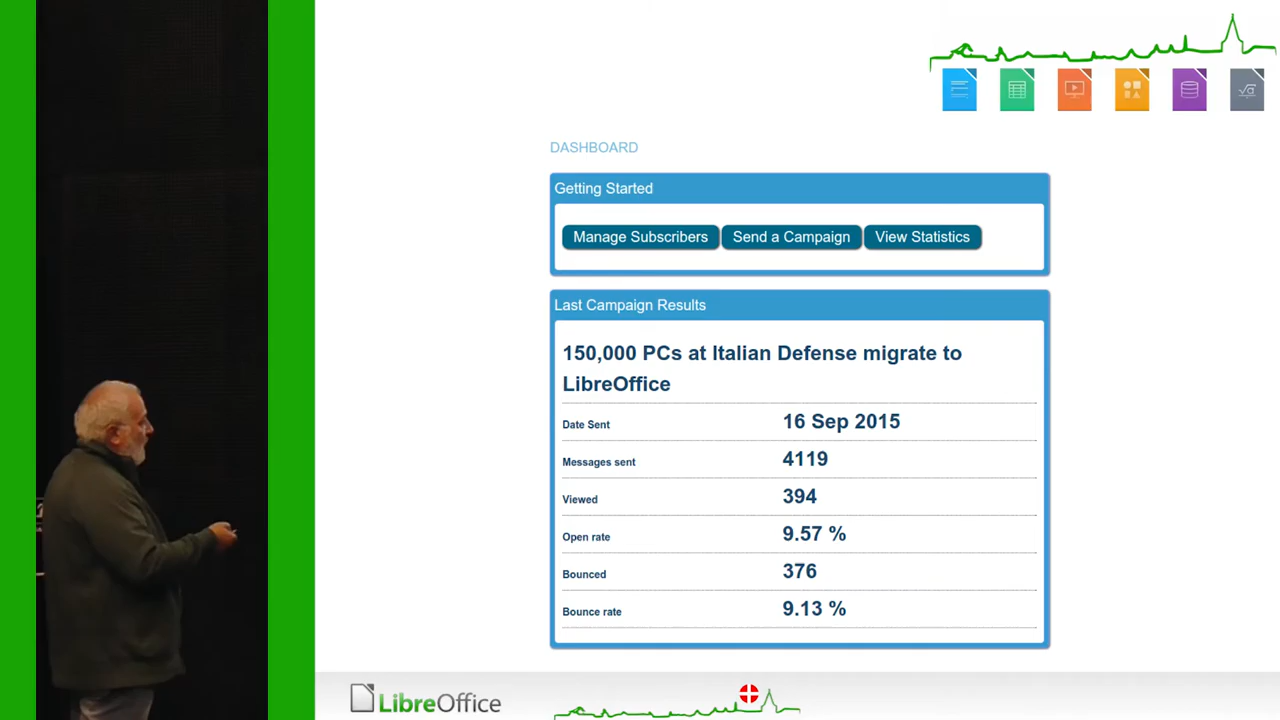 DASHBOARD
Getting Started
Manage Subscribers Send a Campaign View Statistics
Last Campaign Results
150,000 PCs at Italian Defense migrate to
LibreOffice
Date Sent 16 Sep 2015
Messages sent 4119
Viewed 394
Open rate 9.57 %
Bounced 376
Bounce rate 9.13 %
LibreOffice